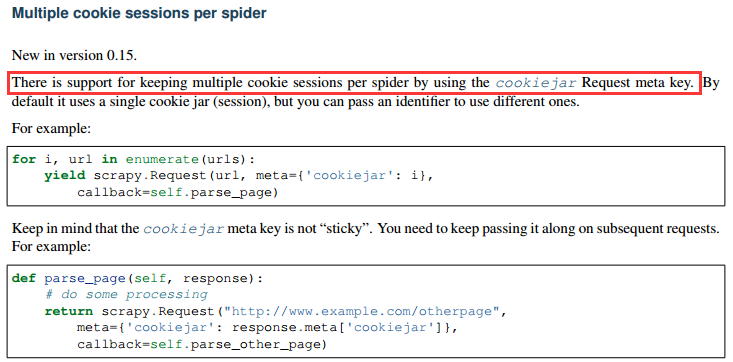 Multiple cookie sessions per spider
New in version 0.15.
There is support for keeping multiple cookie sessions per spider by using the cookiejar Request meta key. By
default it uses a single cookie jar (session), but you can pass an identifier to use different ones.
For example:
for i, url in enumerate(urls):
    yield scrapy.Request(url, meta={'cookiejar': i},
        callback=self.parse_page)
Keep in mind that the cookiejar meta key is not “sticky”. You need to keep passing it along on subsequent requests.
For example:
def parse_page(self, response):
    # do some processing
    return scrapy.Request("http://www.example.com/otherpage",
        meta={'cookiejar': response.meta['cookiejar']},
        callback=self.parse_other_page)